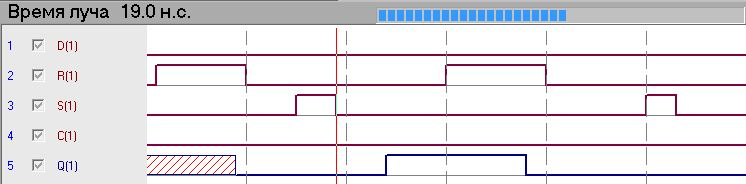 Время луча 19.0 н.с.
1 D(1)
2 R(1)
3 S(1)
4 C(1)
5 Q(1)